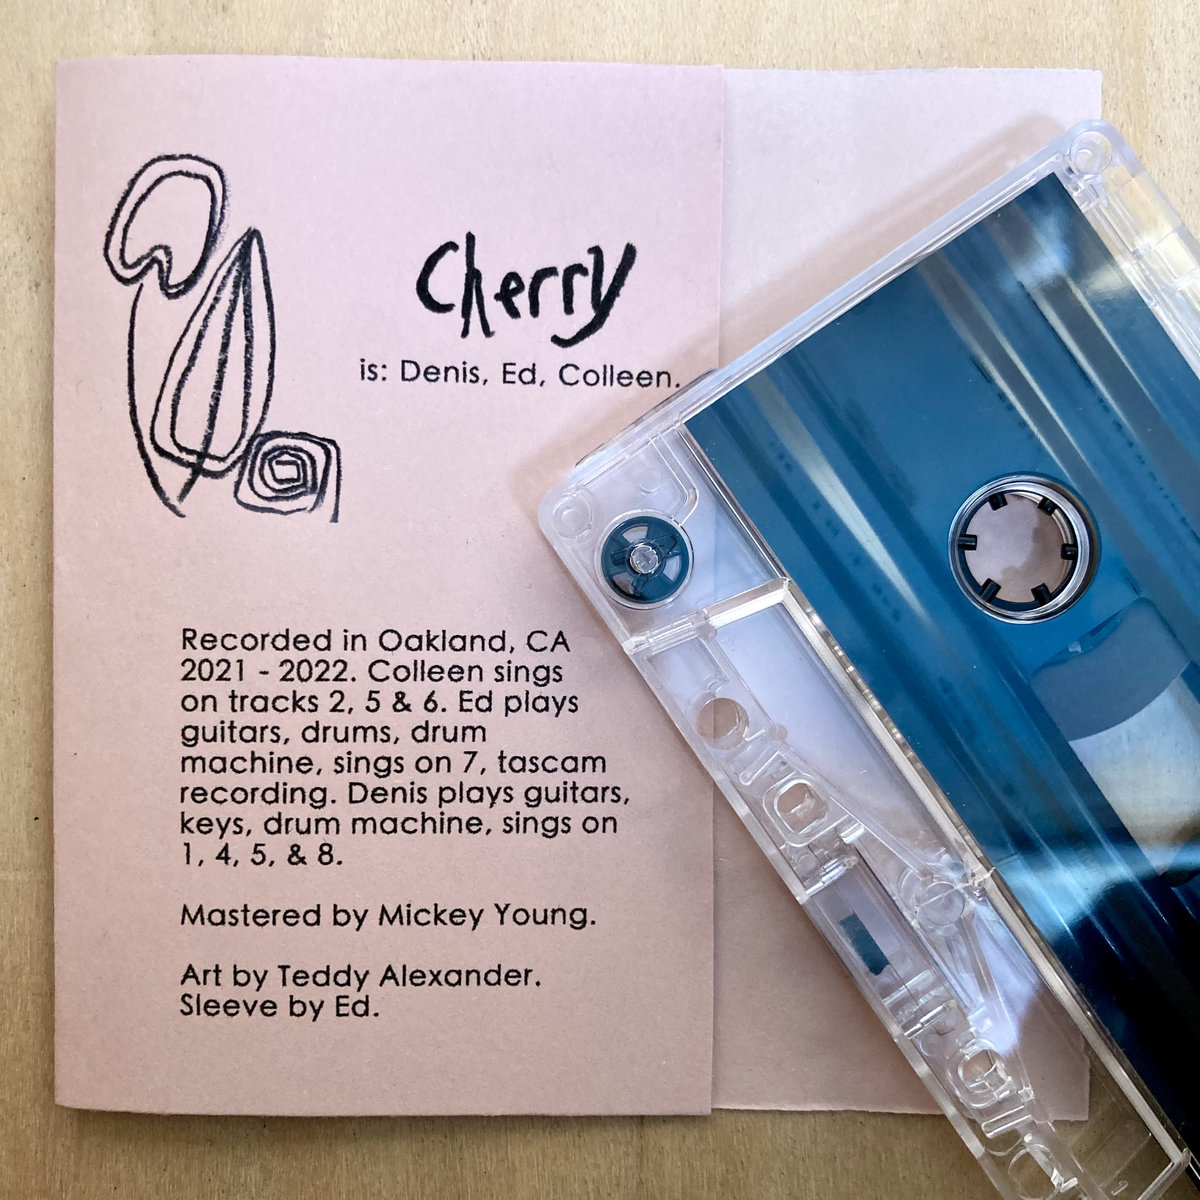 Cherry
is: Denis, Ed, Colleen.
Recorded in Oakland, CA
2021 - 2022. Colleen sings
on tracks 2, 5 & 6. Ed plays
guitars, drums, drum
machine, sings on 7, tascam
recording. Denis plays guitars,
keys, drum machine, sings on
1, 4, 5, & 8.
Mastered by Mickey Young.
Art by Teddy Alexander.
Sleeve by Ed.